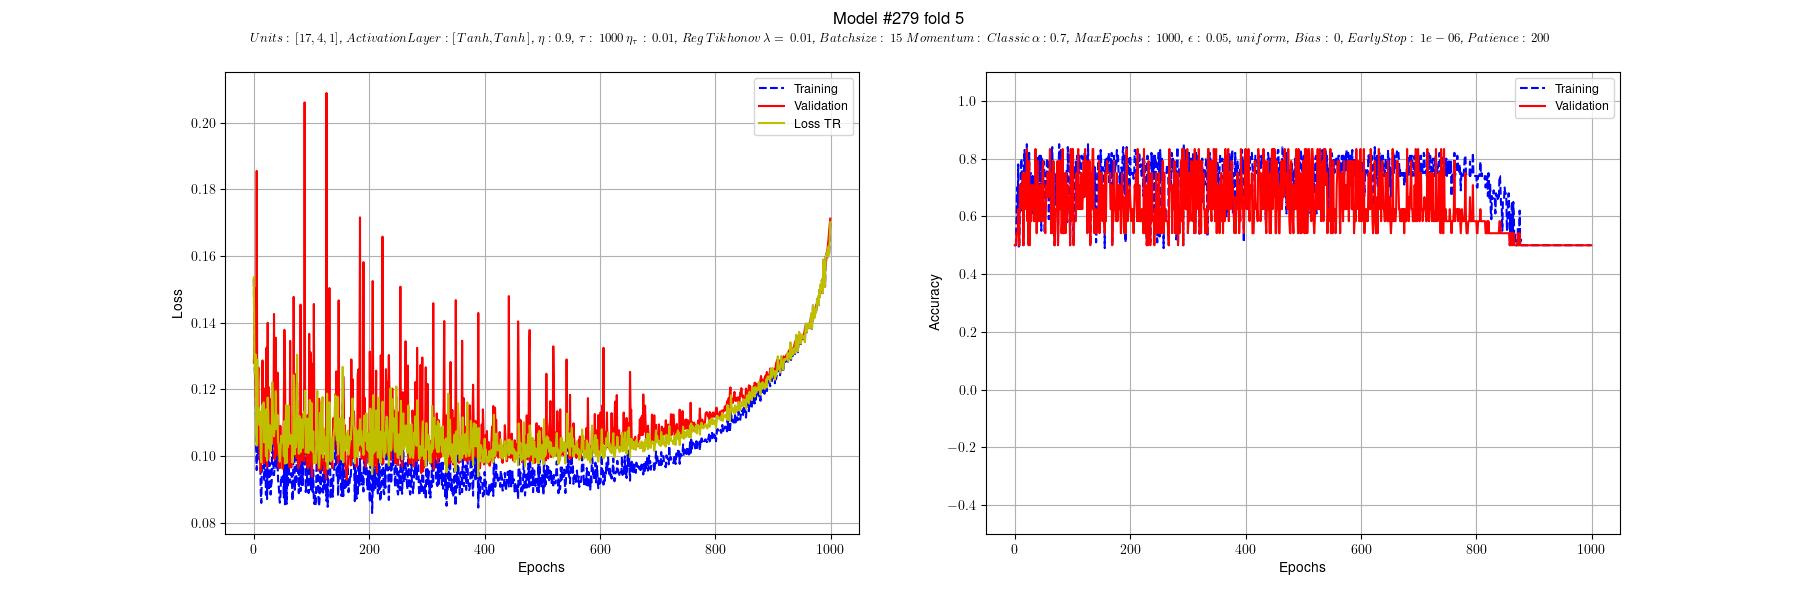 Model #279 fold 5
Units : [17, 4, 1], ActivationLayer : [Tanh, Tanh], η : 0.9, τ : 1000 ητ : 0.01, Reg Tikhonov λ = 0.01, Batchsize : 15 Momentum : Classic α : 0.7, MaxEpochs : 1000, ϵ : 0.05, uniform, Bias : 0, EarlyStop : 1e − 06, Patience : 200
Training
Validation
Loss TR
0.20
0.18
0.16
0.14
0.12
0.10
0.08
Loss
0 200 400 600 800 1000
Epochs
Training
Validation
1.0
0.8
0.6
0.4
0.2
0.0
−0.2
−0.4
Accuracy
0 200 400 600 800 1000
Epochs